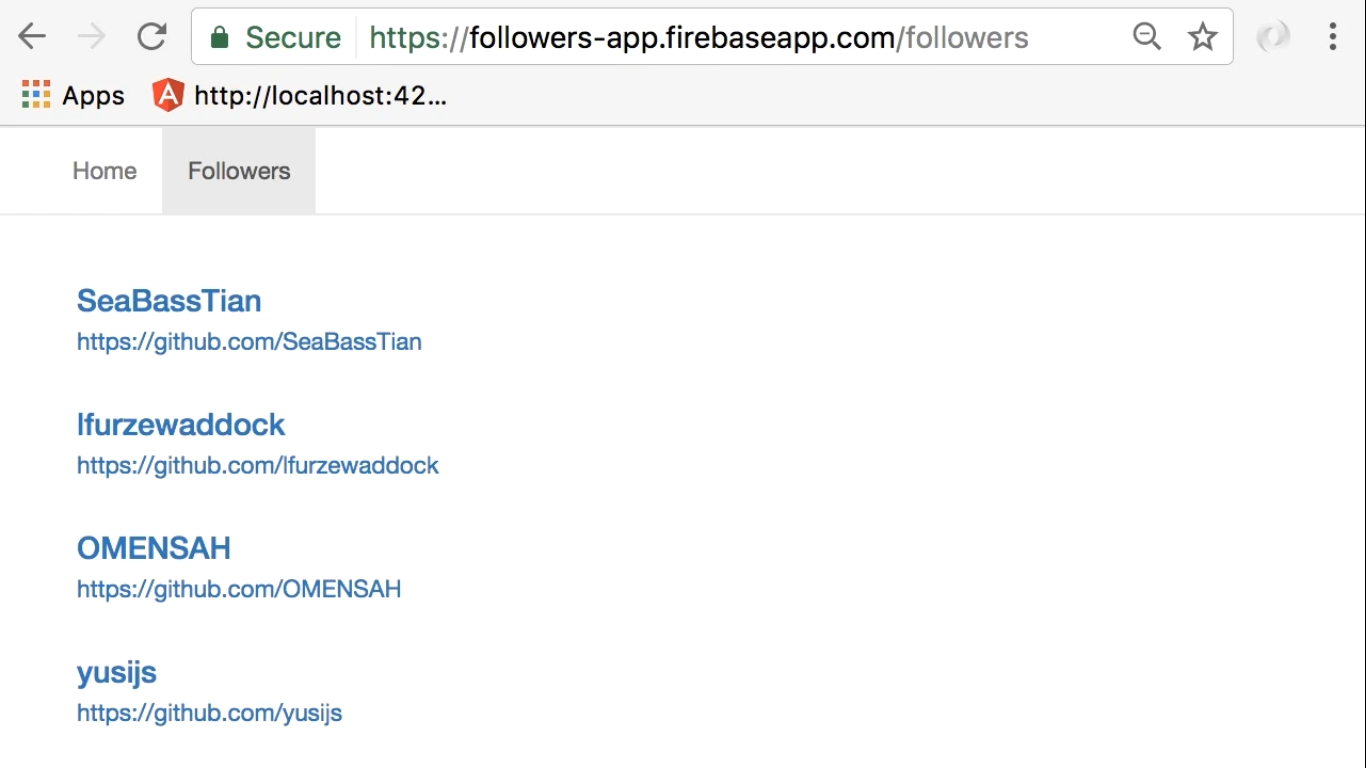 Secure https://followers-app.firebaseapp.com/followers
Apps http://localhost:42...
Home Followers
SeaBassTian
https://github.com/SeaBassTian
lfurzewaddock
https://github.com/lfurzewaddock
OMENSAH
https://github.com/OMENSAH
yusijs
https://github.com/yusijs